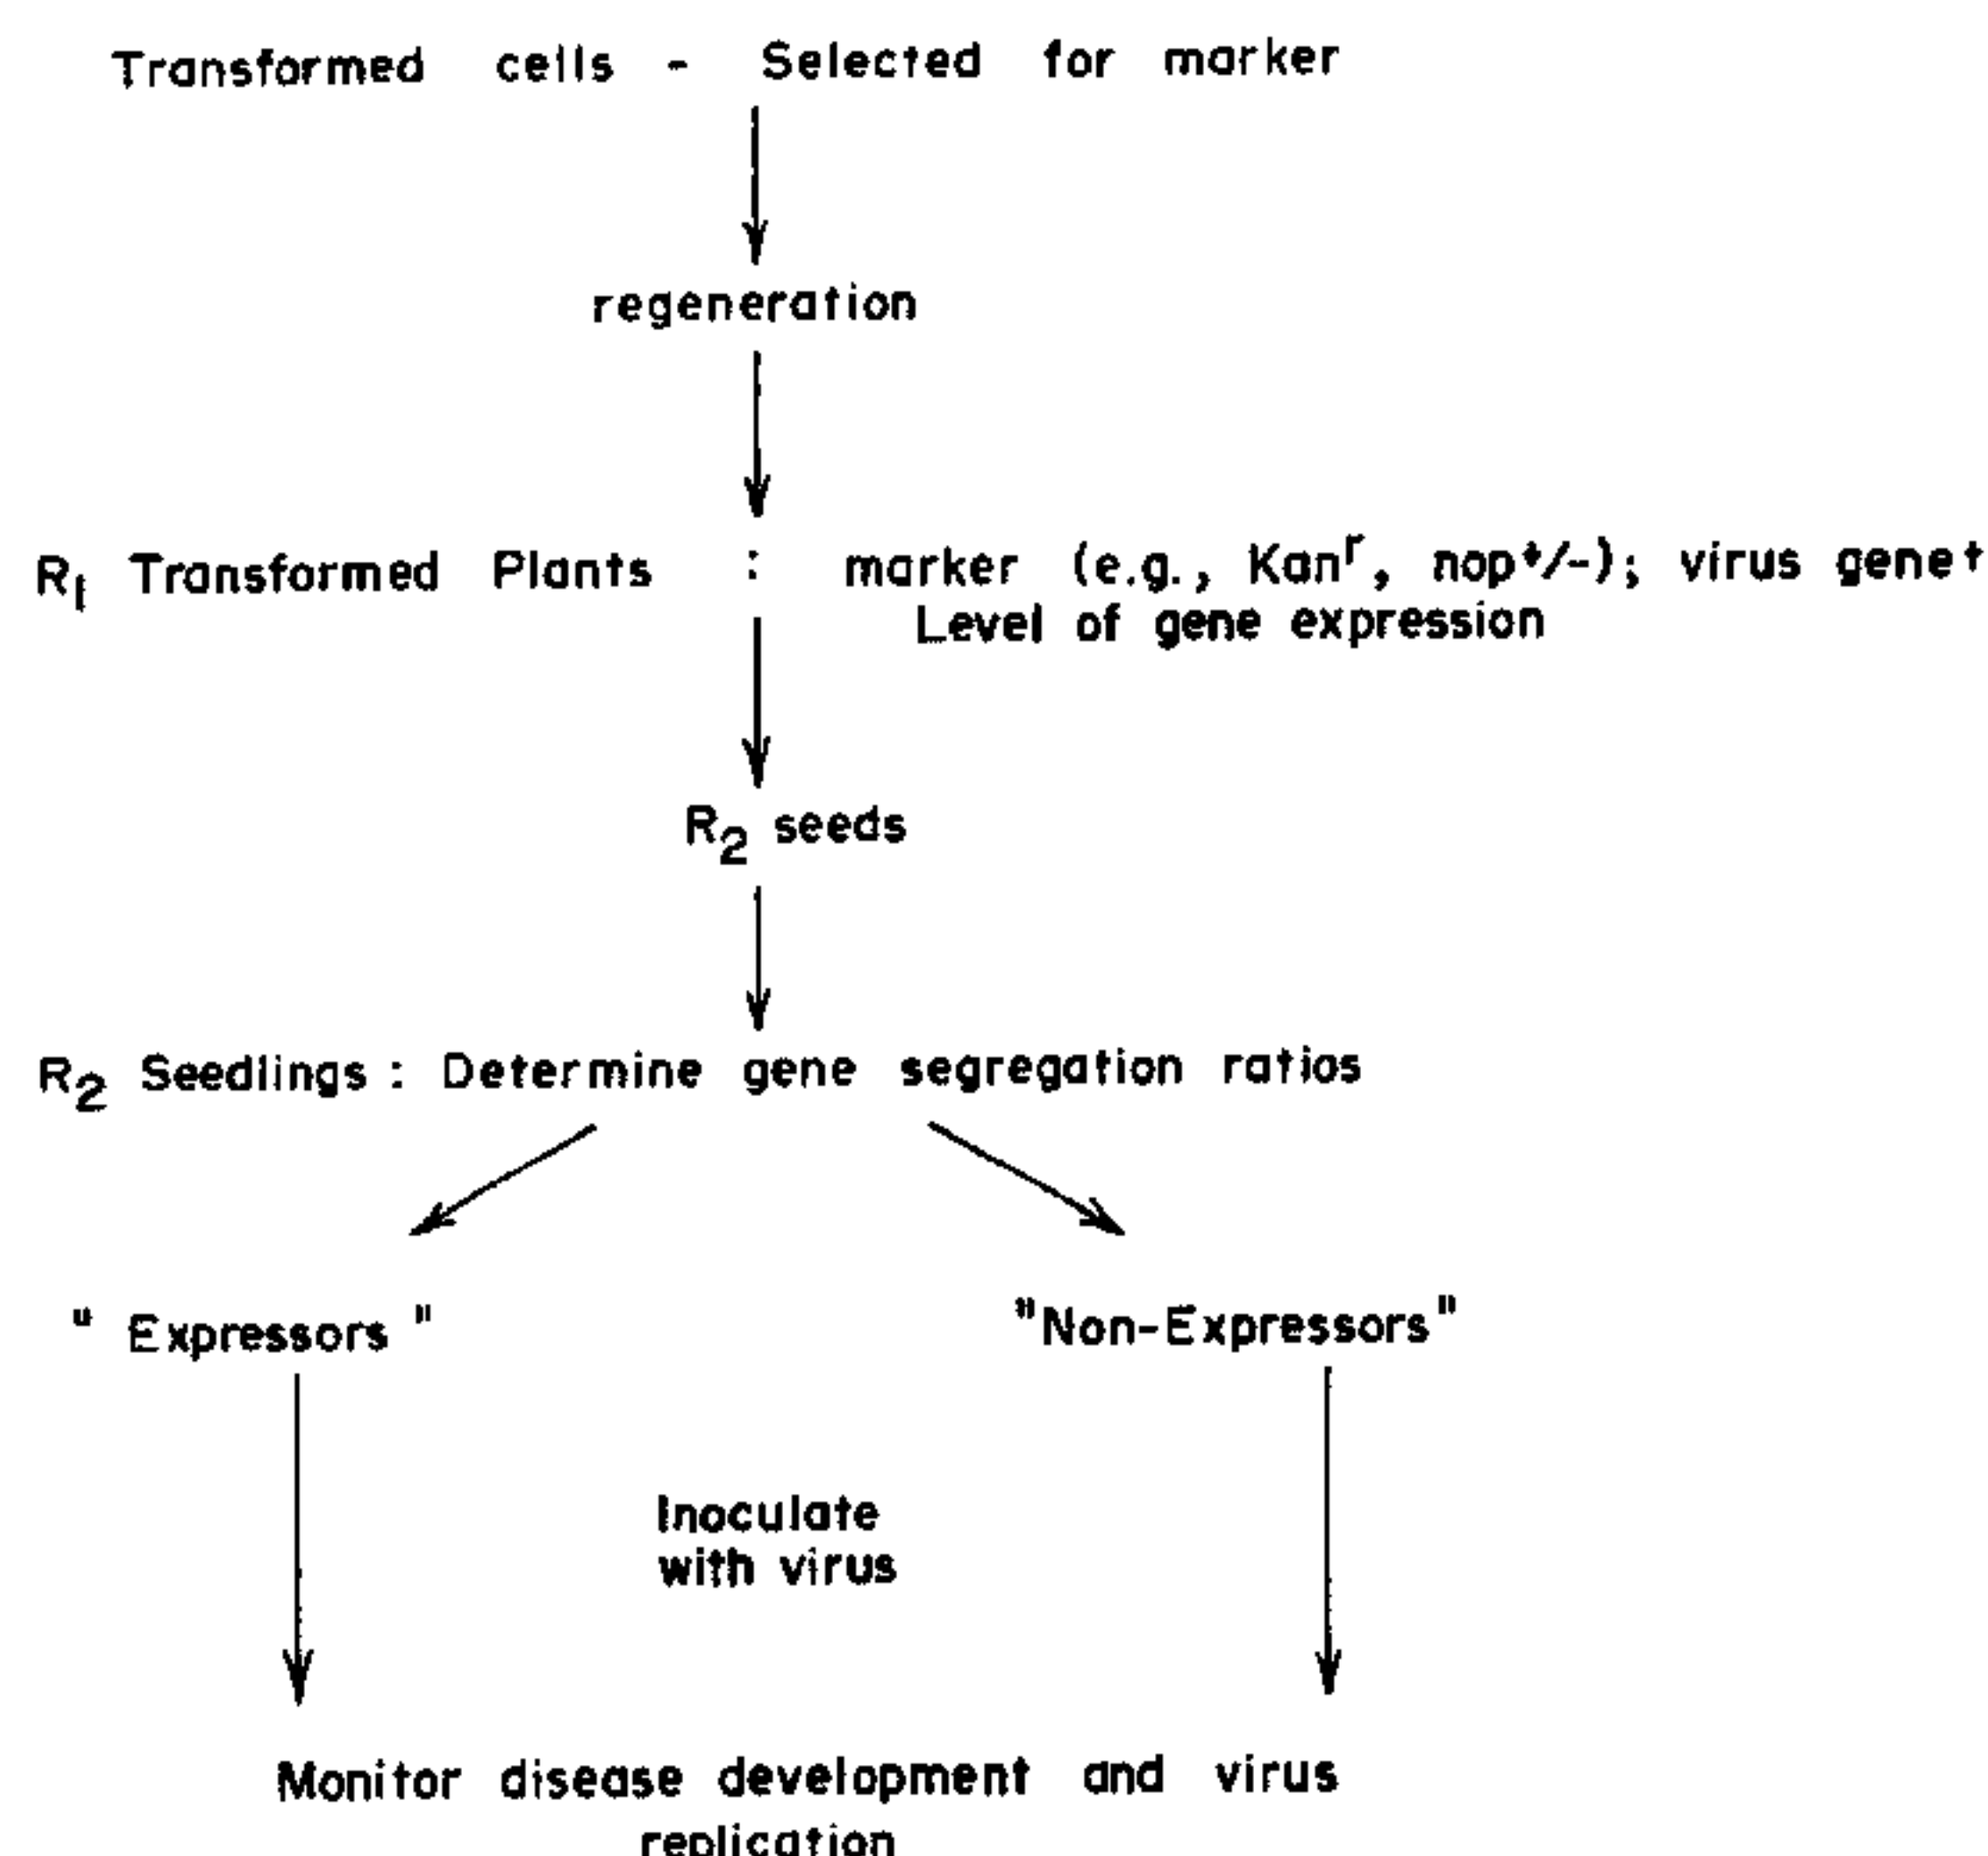 Transformed cells - Selected for marker
regeneration
R₁ Transformed Plants : marker (e.g., Kanʳ, nop⁺/-); virus gene⁺
Level of gene expression
R₂ seeds
R₂ Seedlings : Determine gene segregation ratios
" Expressors "
"Non-Expressors"
Inoculate
with virus
Monitor disease development and virus
replication